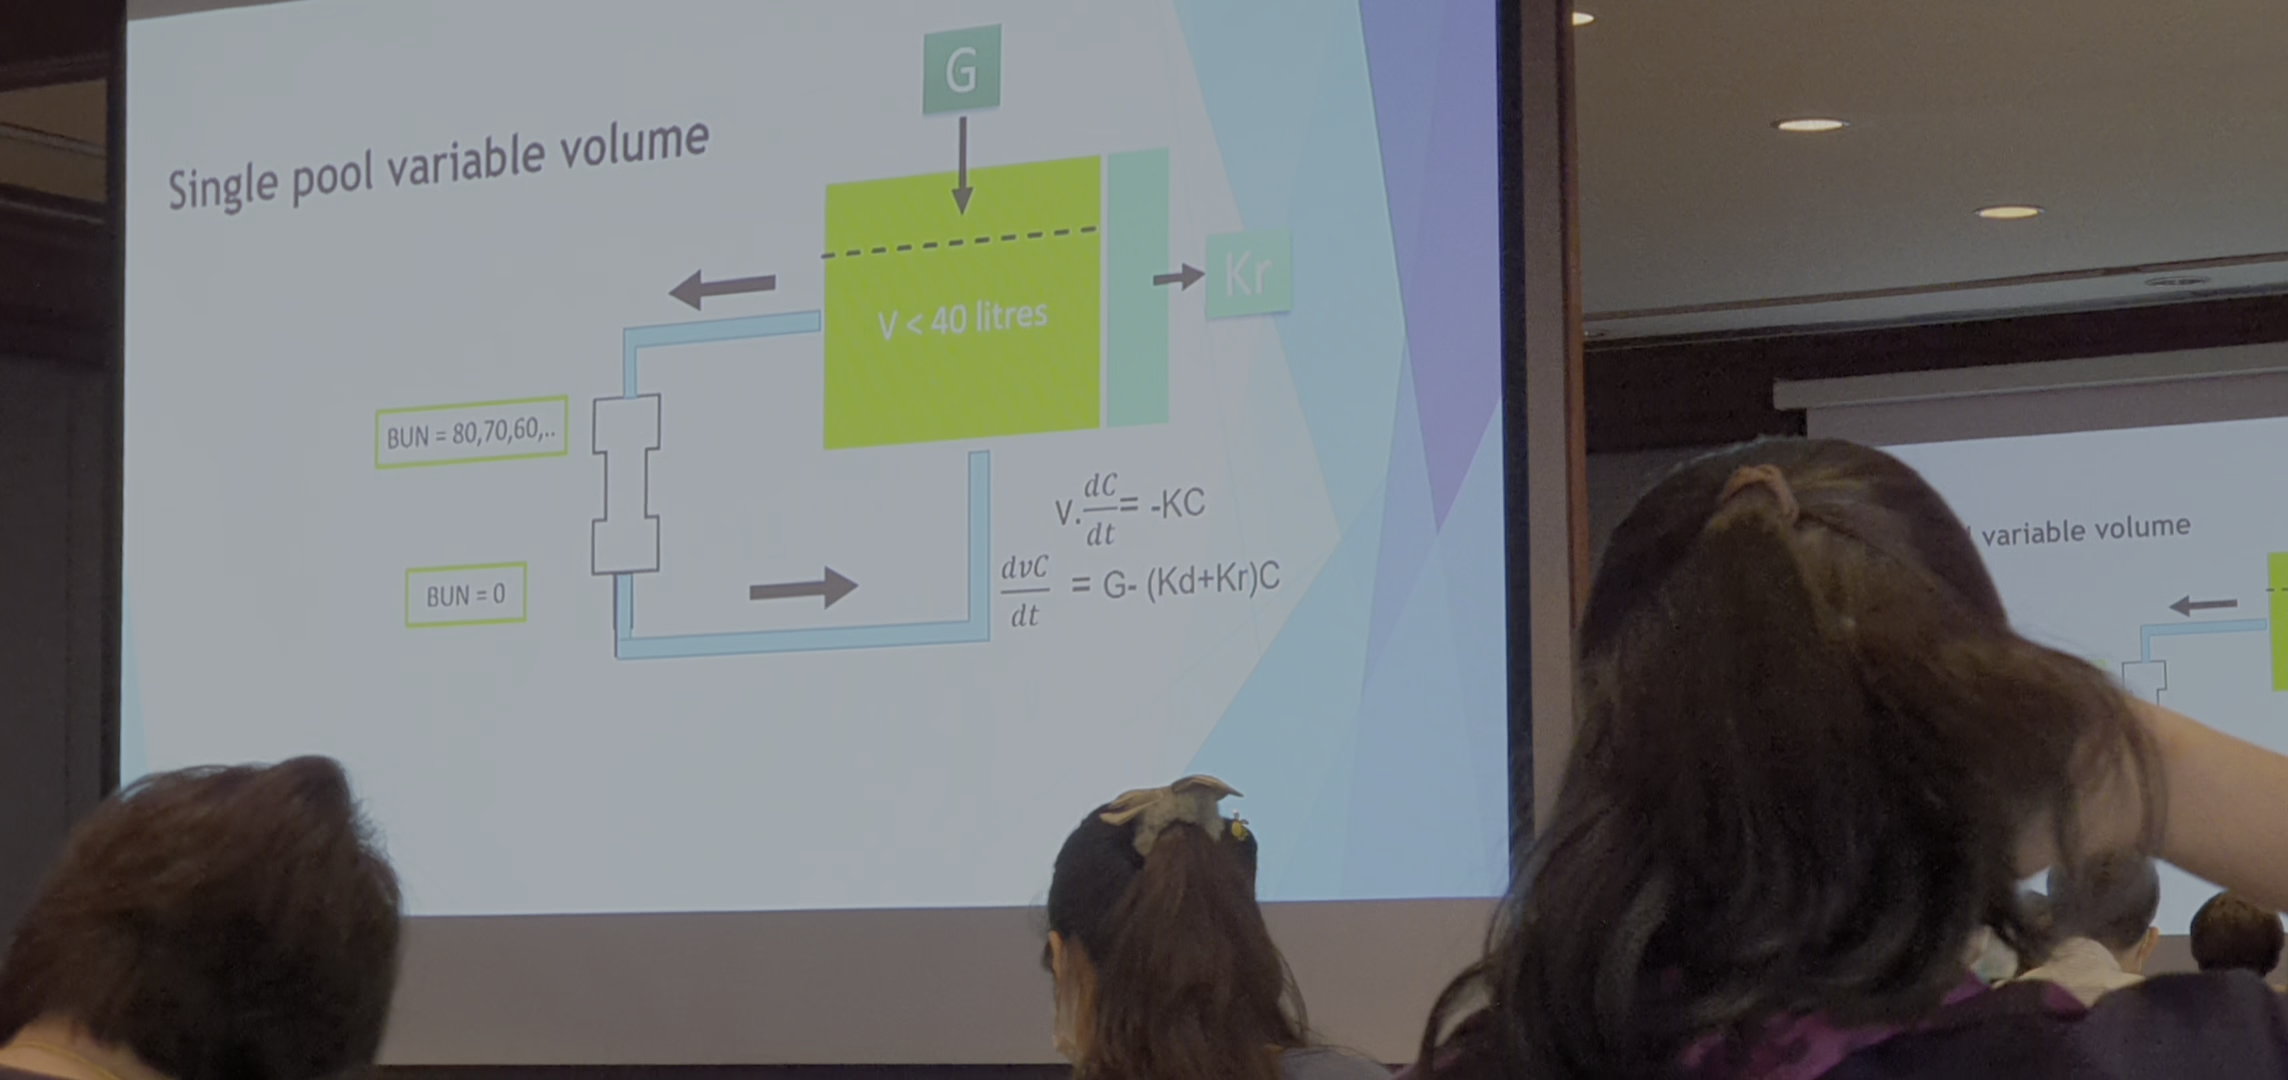 G
Single pool variable volume
Kr
V < 40 litres
BUN = 80,70,60,..
V. dC/dt = -KC
dvC/dt = G- (Kd+Kr)C
BUN = 0
variable volume